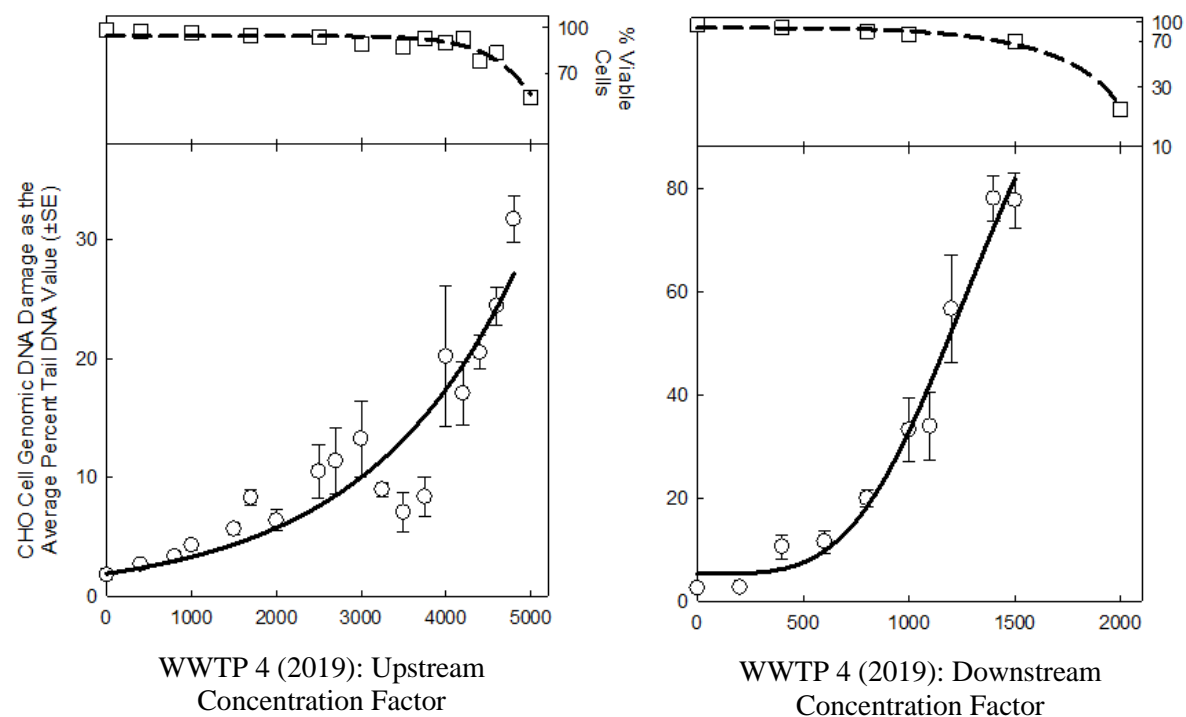 100
70
% Viable
Cells
CHO Cell Genomic DNA Damage as the
Average Percent Tail DNA Value (±SE)
30
20
10
0
0 1000 2000 3000 4000 5000
WWTP 4 (2019): Upstream
Concentration Factor
100
70
30
10
80
60
40
20
0
0 500 1000 1500 2000
WWTP 4 (2019): Downstream
Concentration Factor